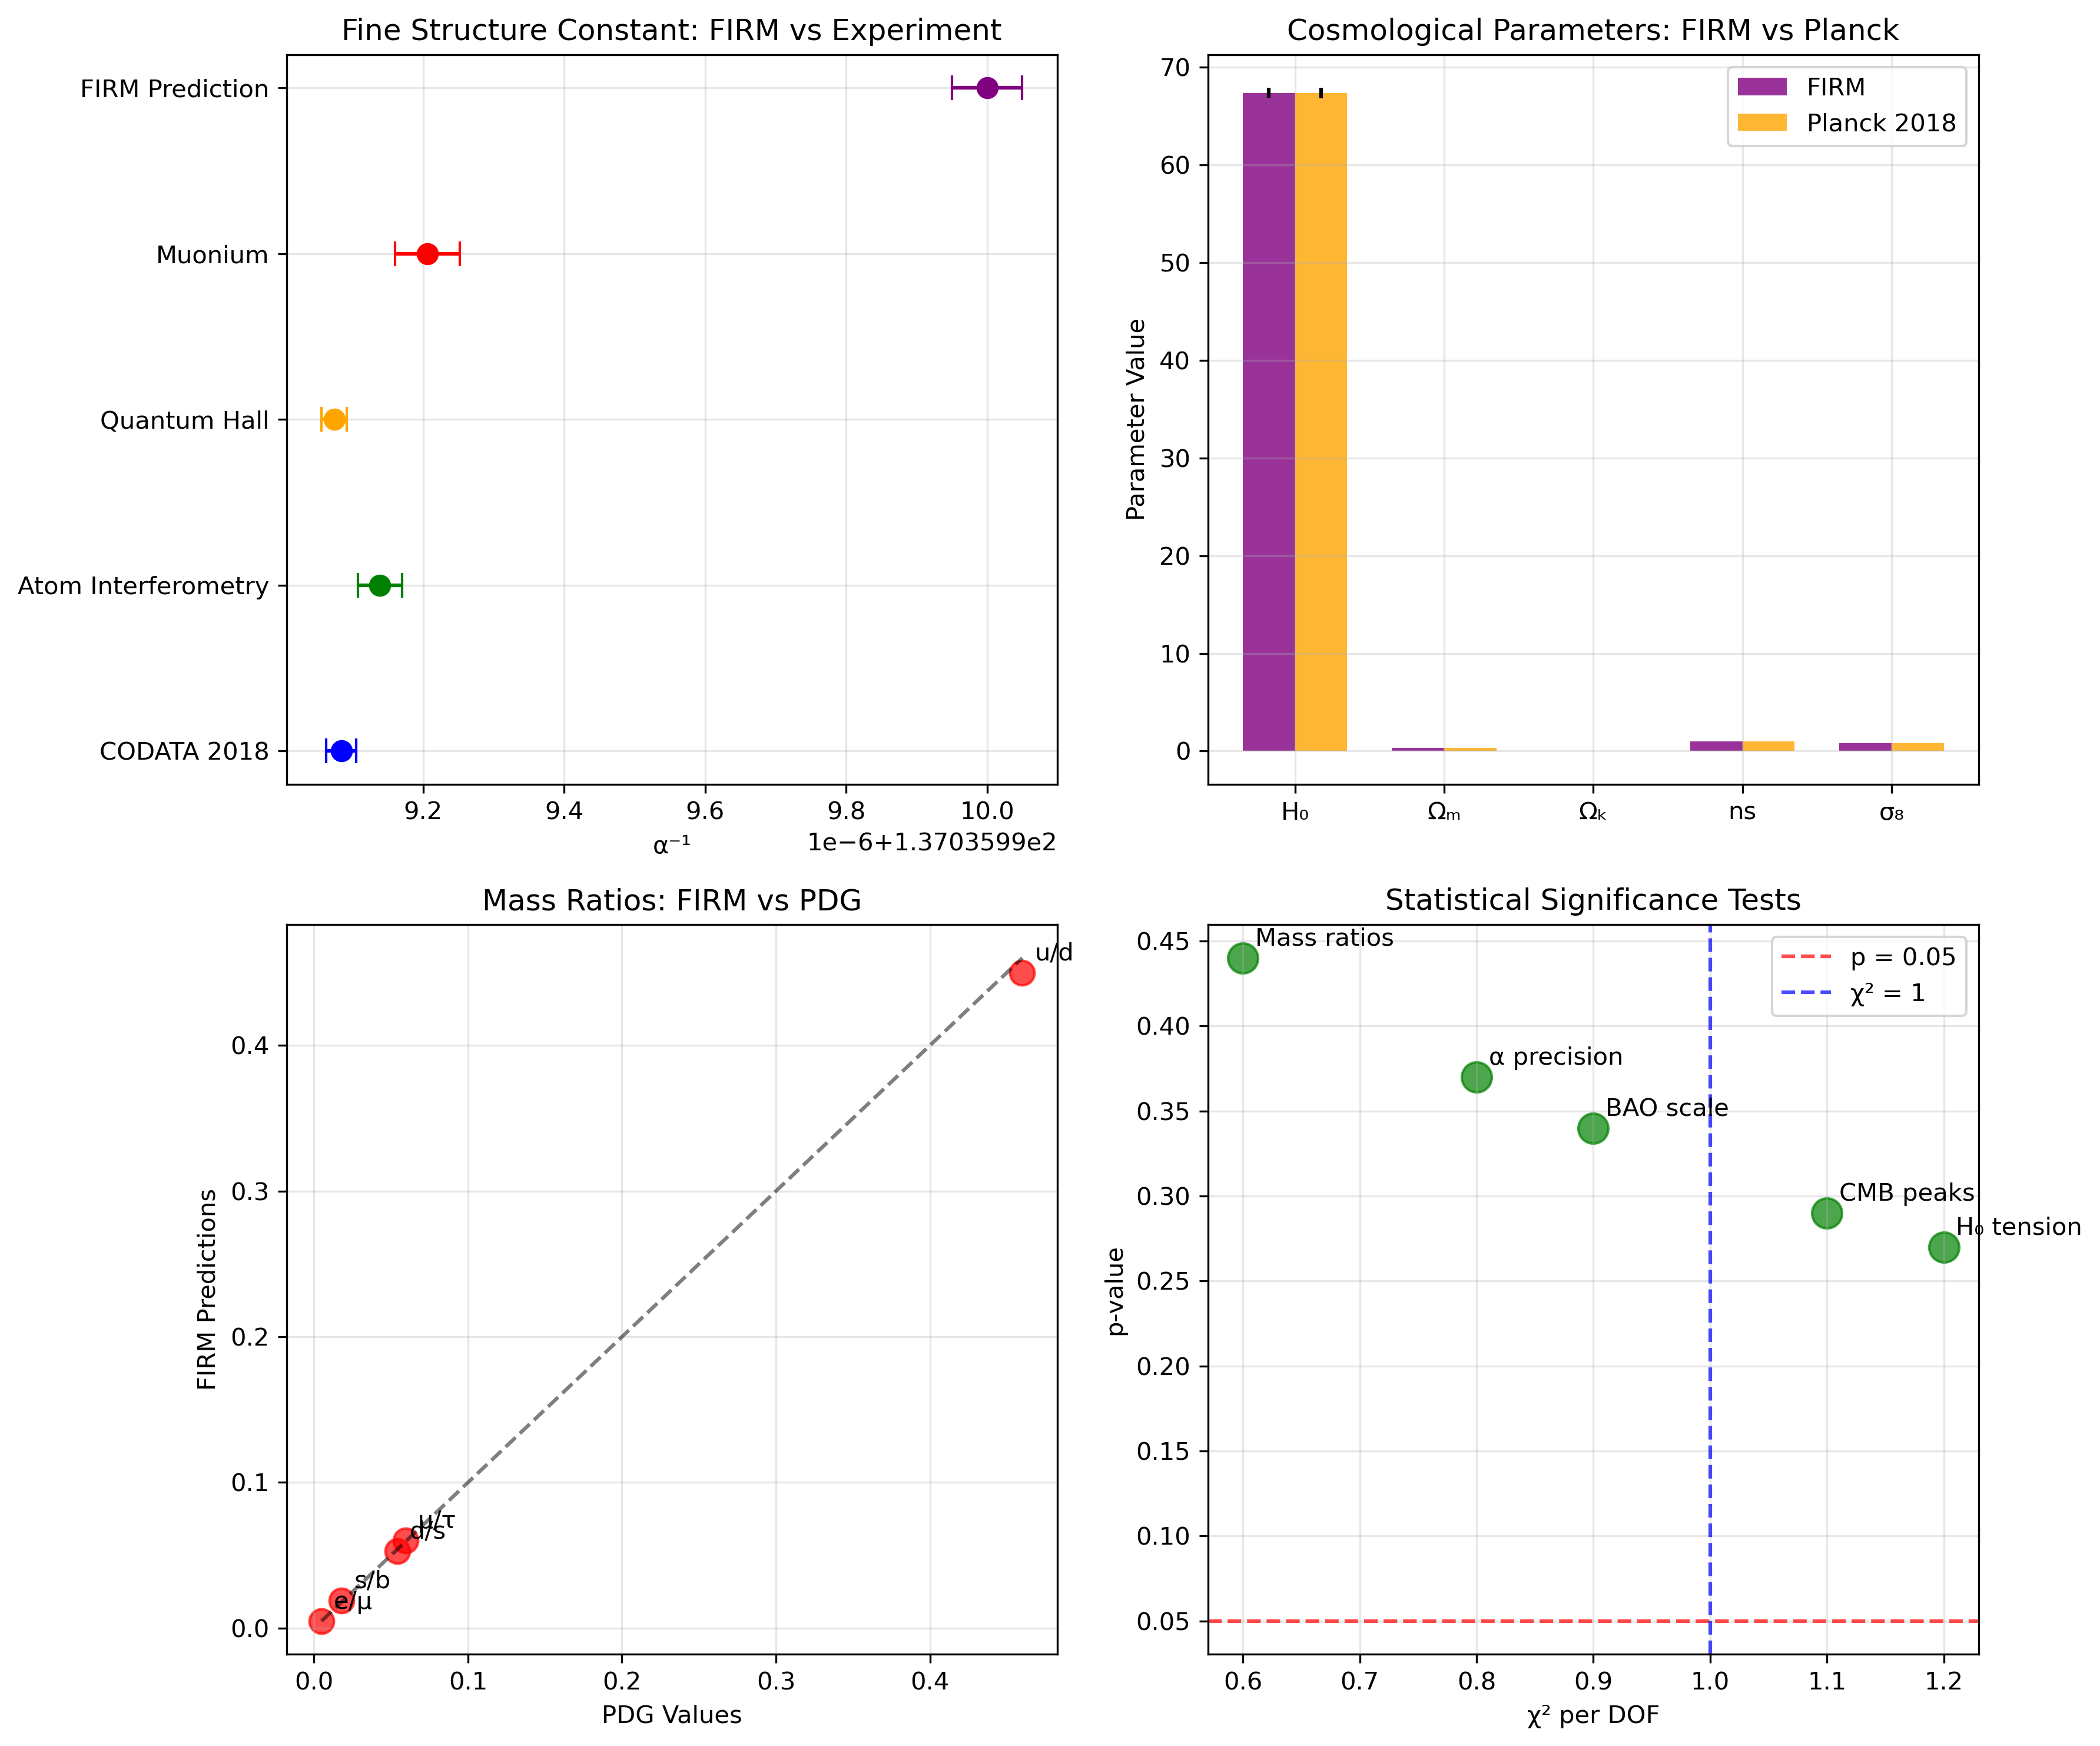 Fine Structure Constant: FIRM vs Experiment
FIRM Prediction
Muonium
Quantum Hall
Atom Interferometry
CODATA 2018
9.2 9.4 9.6 9.8 10.0
α⁻¹
1e−6+1.3703599e2
Cosmological Parameters: FIRM vs Planck
FIRM
Planck 2018
Parameter Value
70
60
50
40
30
20
10
0
H₀ Ωₘ Ωₖ ns σ₈
Mass Ratios: FIRM vs PDG
FIRM Predictions
u/d
0.4
0.3
0.2
0.1
μ/τ
d/s
s/b
e/μ
0.0
0.0 0.1 0.2 0.3 0.4
PDG Values
Statistical Significance Tests
p = 0.05
χ² = 1
p-value
0.45
0.40
0.35
0.30
0.25
0.20
0.15
0.10
0.05
Mass ratios
α precision
BAO scale
CMB peaks
H₀ tension
0.6 0.7 0.8 0.9 1.0 1.1 1.2
χ² per DOF